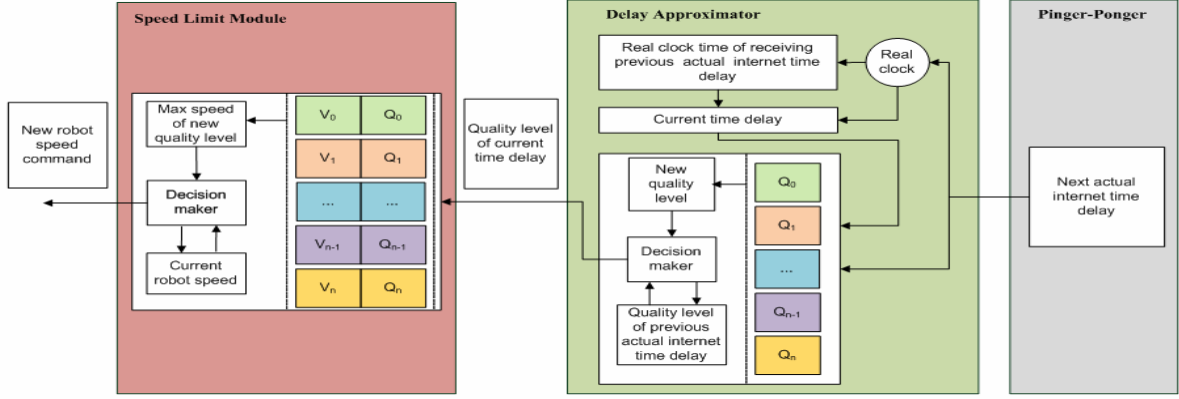 Speed Limit Module
Delay Approximator
Pinger-Ponger
New robot
speed
command
Max speed
of new
quality level
Decision
maker
Current
robot speed
V0 Q0
V1 Q1
... ...
Vn-1 Qn-1
Vn Qn
Quality level
of current
time delay
Real clock time of receiving
previous actual internet time
delay
Real
clock
Current time delay
New
quality
level
Decision
maker
Quality level
of previous
actual internet
time delay
Q0
Q1
...
Qn-1
Qn
Next actual
internet time
delay